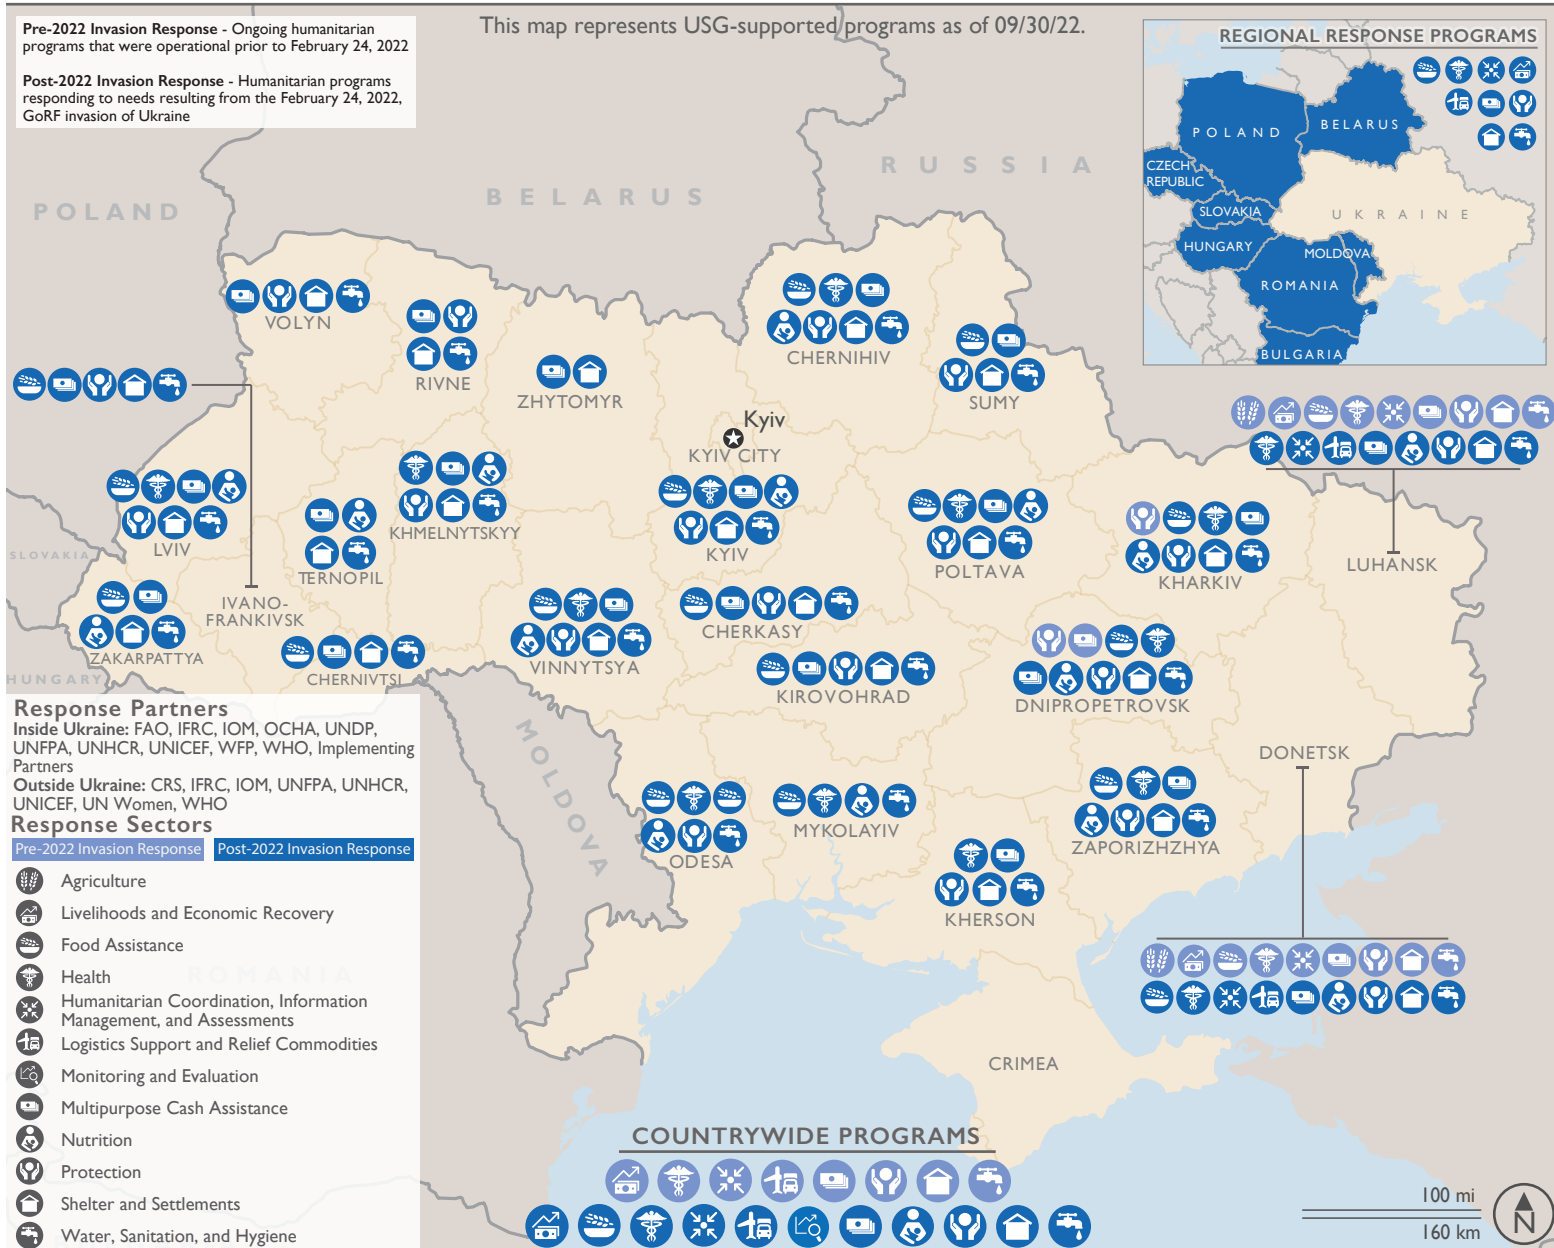 This map represents USG-supported programs as of 09/30/22.
Pre-2022 Invasion Response - Ongoing humanitarian
programs that were operational prior to February 24, 2022
Post-2022 Invasion Response - Humanitarian programs
responding to needs resulting from the February 24, 2022,
GoRF invasion of Ukraine
REGIONAL RESPONSE PROGRAMS
POLAND
BELARUS
CZECH
REPUBLIC
SLOVAKIA
UKRAINE
HUNGARY
MOLDOVA
ROMANIA
BULGARIA
RUSSIA
BELARUS
POLAND
VOLYN
RIVNE
ZHYTOMYR
CHERNIHIV
SUMY
Kyiv
KYIV CITY
LVIV
TERNOPIL
KHMELNYTSKYY
KYIV
POLTAVA
KHARKIV
LUHANSK
SLOVAKIA
IVANO-
FRANKIVSK
ZAKARPATTYA
CHERNIVTSI
VINNYTSYA
CHERKASY
KIROVOHRAD
DNIPROPETROVSK
HUNGARY
MOLDOVA
DONETSK
ODESA
MYKOLAYIV
ZAPORIZHZHYA
KHERSON
CRIMEA
Response Partners
Inside Ukraine: FAO, IFRC, IOM, OCHA, UNDP,
UNFPA, UNHCR, UNICEF, WFP, WHO, Implementing
Partners
Outside Ukraine: CRS, IFRC, IOM, UNFPA, UNHCR,
UNICEF, UN Women, WHO
Response Sectors
Pre-2022 Invasion Response Post-2022 Invasion Response
Agriculture
Livelihoods and Economic Recovery
Food Assistance
Health
ROMANIA
Humanitarian Coordination, Information
Management, and Assessments
Logistics Support and Relief Commodities
Monitoring and Evaluation
Multipurpose Cash Assistance
Nutrition
Protection
Shelter and Settlements
Water, Sanitation, and Hygiene
COUNTRYWIDE PROGRAMS
100 mi
160 km
N